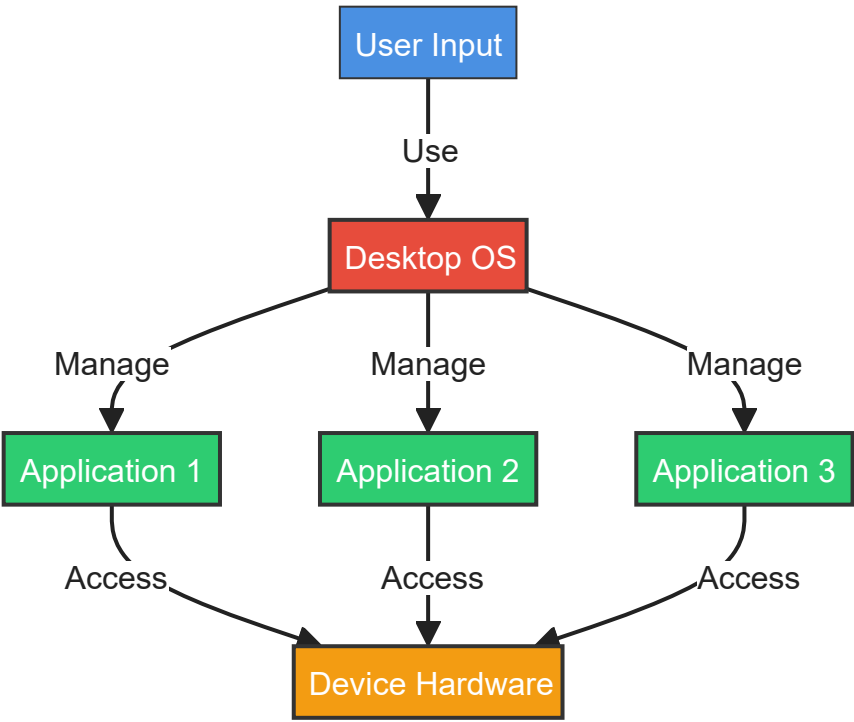 User Input
Use
Desktop OS
Manage
Manage
Manage
Application 1
Application 2
Application 3
Access
Access
Access
Device Hardware